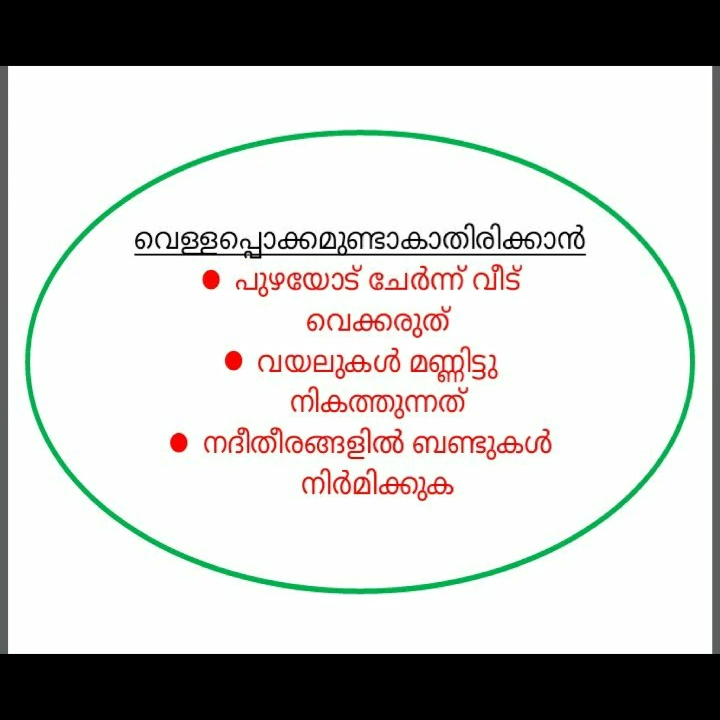 വെള്ളപ്പൊക്കമുണ്ടാകാതിരിക്കാൻ
● പുഴയോട് ചേർന്ന് വീട്
വെക്കരുത്
● വയലുകൾ മണ്ണിട്ടു
നികത്തുന്നത്
● നദീതീരങ്ങളിൽ ബണ്ടുകൾ
നിർമിക്കുക